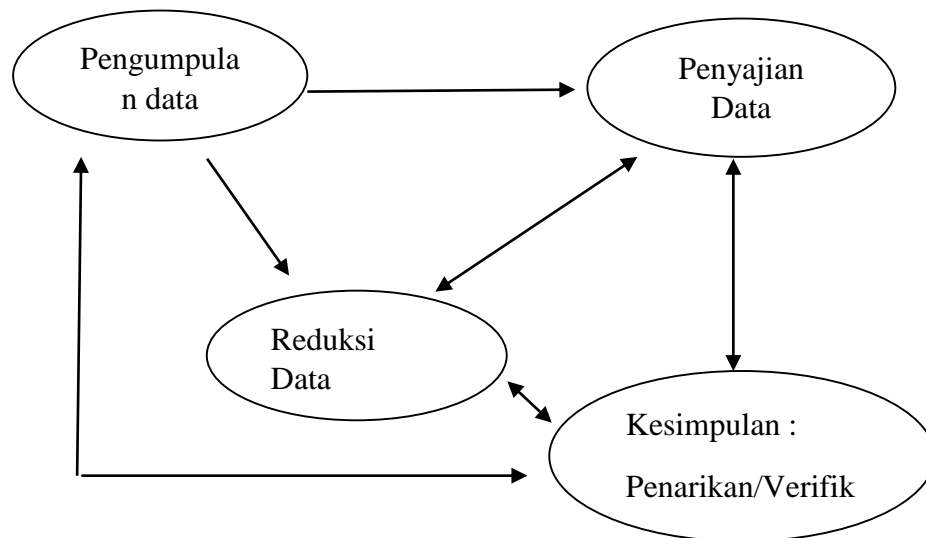 Pengumpula
n data
Penyajian
Data
Reduksi
Data
Kesimpulan :
Penarikan/Verifik